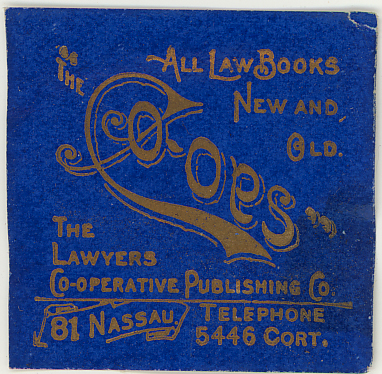 "The Co-Ops"
All Law Books
New and
Old.
The
Lawyers
Co-operative Publishing Co.
81 Nassau
Telephone
5446 Cort.